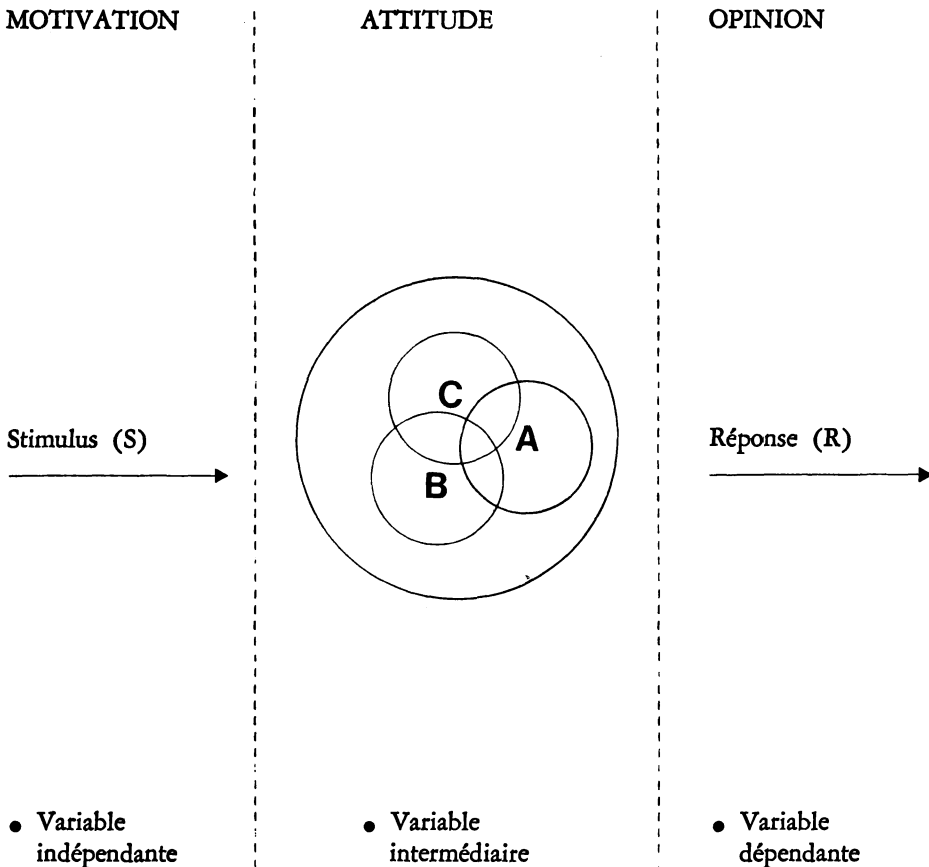 MOTIVATION
ATTITUDE
OPINION
C
A
B
Stimulus (S)
Réponse (R)
• Variable
indépendante
• Variable
intermédiaire
• Variable
dépendante